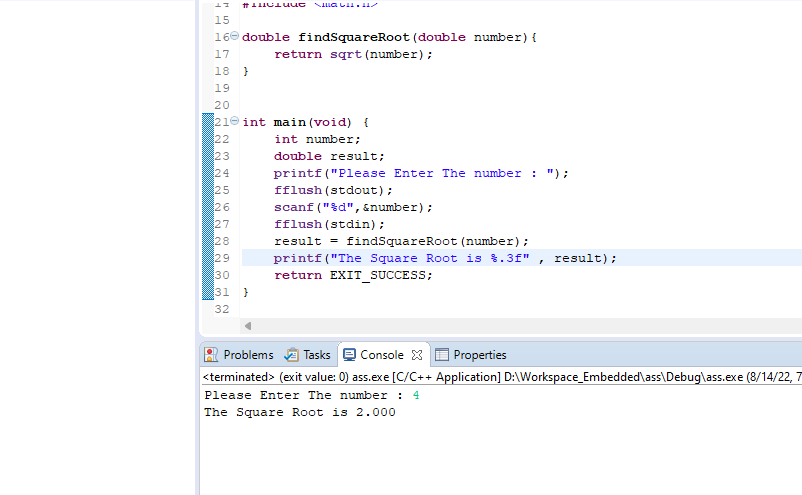 14 #include <math.h>
15
16 double findSquareRoot(double number){
17     return sqrt(number);
18 }
19
20
21 int main(void) {
22     int number;
23     double result;
24     printf("Please Enter The number : ");
25     fflush(stdout);
26     scanf("%d",&number);
27     fflush(stdin);
28     result = findSquareRoot(number);
29     printf("The Square Root is %.3f" , result);
30     return EXIT_SUCCESS;
31 }
32
Problems Tasks Console Properties
<terminated> (exit value: 0) ass.exe [C/C++ Application] D:\Workspace_Embedded\ass\Debug\ass.exe (8/14/22, 7
Please Enter The number : 4
The Square Root is 2.000